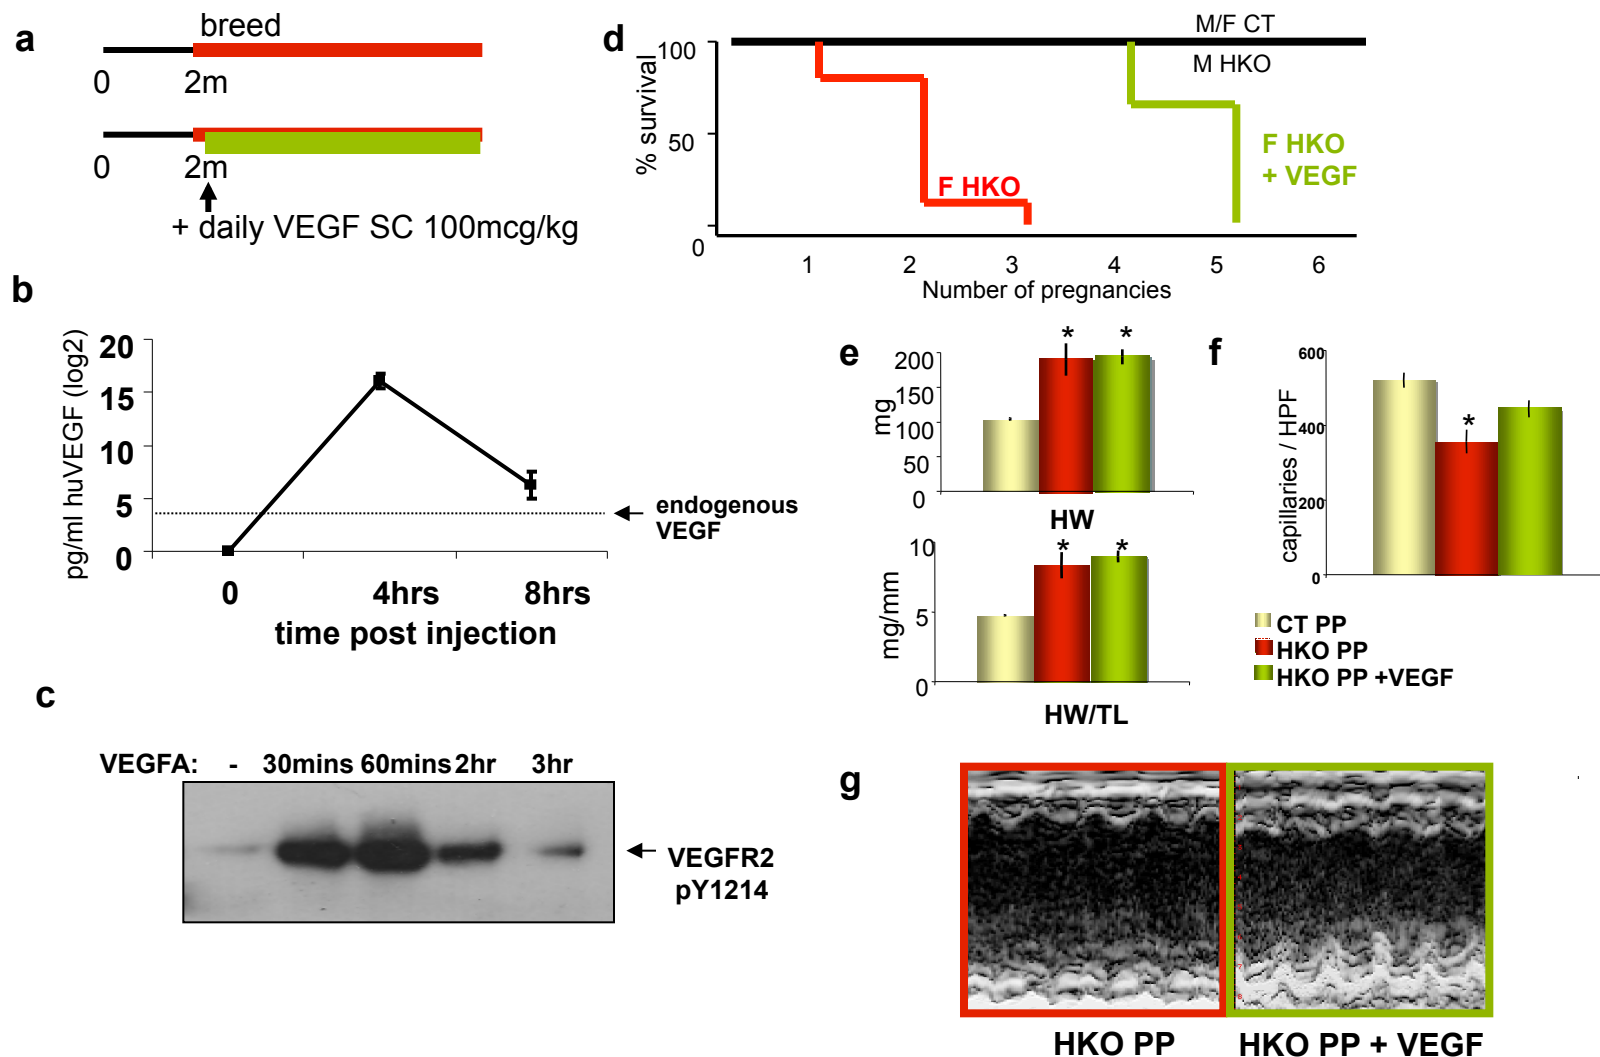 a
breed
0
2m
0
2m
+ daily VEGF SC 100mcg/kg
b
pg/ml huVEGF (log2)
20
15
10
5
0
endogenous
VEGF
0
4hrs
8hrs
time post injection
c
VEGFA: - 30mins 60mins 2hr 3hr
VEGFR2
pY1214
d
% survival
100
50
0
M/F CT
M HKO
F HKO
F HKO
+ VEGF
1 2 3 4 5 6
Number of pregnancies
e
mg
200
150
100
50
0
* *
HW
mg/mm
10
5
0
* *
HW/TL
f
capillaries / HPF
600
400
200
0
*
CT PP
HKO PP
HKO PP +VEGF
g
HKO PP
HKO PP + VEGF